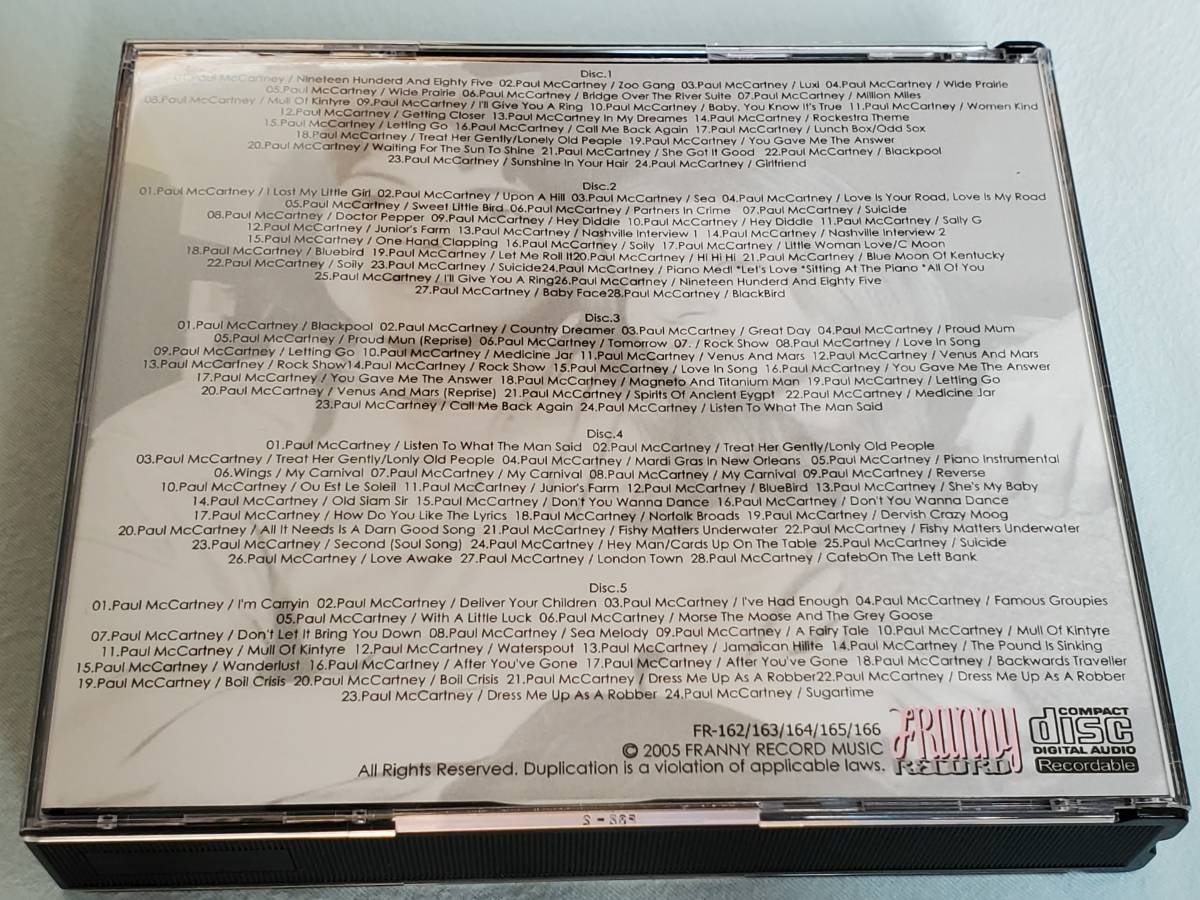 Disc.1
01.Paul McCartney / Nineteen Hunderd And Eighty Five 02.Paul McCartney / Zoo Gang 03.Paul McCartney / Luxi 04.Paul McCartney / Wide Prairie
05.Paul McCartney / Wide Prairie 06.Paul McCartney / Bridge Over The River Suite 07.Paul McCartney / Million Miles
08.Paul McCartney / Mull Of Kintyre 09.Paul McCartney / I'll Give You A Ring 10.Paul McCartney / Baby, You Know It's True 11.Paul McCartney / Women Kind
12.Paul McCartney / Getting Closer 13.Paul McCartney In My Dreames 14.Paul McCartney / Rockestra Theme
15.Paul McCartney / Letting Go 16.Paul McCartney / Call Me Back Again 17.Paul McCartney / Lunch Box/Odd Sox
18.Paul McCartney / Treat Her Gently/Lonely Old Peaple 19.Paul McCartney / You Gave Me The Answer
20.Paul McCartney / Waiting For The Sun To Shine 21.Paul McCartney / She Got It Good 22.Paul McCartney / Blackpool
23.Paul McCartney / Sunshine In Your Hair 24.Paul McCartney / Girlfriend
Disc.2
01.Paul McCartney / I Lost My Little Girl 02.Paul McCartney / Upon A Hill 03.Paul McCartney / Sea 04.Paul McCartney / Love Is Your Road, Love Is My Road
05.Paul McCartney / Sweet Little Bird 06.Paul McCartney / Partners In Crime 07.Paul McCartney / Suicide
08.Paul McCartney / Doctor Pepper 09.Paul McCartney / Hey Diddle 10.Paul McCartney / Hey Diddle 11.Paul McCartney / Sally G
12.Paul McCartney / Junior's Farm 13.Paul McCartney / Nashville Interview 1 14.Paul McCartney / Nashville Interview 2
15.Paul McCartney / One Hand Clapping 16.Paul McCartney / Soily 17.Paul McCartney / Little Woman Love/C Moon
18.Paul McCartney / Bluebird 19.Paul McCartney / Let Me Roll It20.Paul McCartney / Hi Hi Hi 21.Paul McCartney / Blue Moon Of Kentucky
22.Paul McCartney / Soily 23.Paul McCartney / Suicide24.Paul McCartney / Piano Medl *Let's Love *Sitting At The Piano *All Of You
25.Paul McCartney / I'll Give You A Ring26.Paul McCartney / Nineteen Hunderd And Eighty Five
27.Paul McCartney / Baby Face28.Paul McCartney / BlackBird
Disc.3
01.Paul McCartney / Blackpool 02.Paul McCartney / Country Dreamer 03.Paul McCartney / Great Day 04.Paul McCartney / Proud Mum
05.Paul McCartney / Proud Mun (Reprise) 06.Paul McCartney / Tomorrow 07. / Rock Show 08.Paul McCartney / Love In Song
09.Paul McCartney / Letting Go 10.Paul McCartney / Medicine Jar 11.Paul McCartney / Venus And Mars 12.Paul McCartney / Venus And Mars
13.Paul McCartney / Rock Show14.Paul McCartney / Rock Show 15.Paul McCartney / Love In Song 16.Paul McCartney / You Gave Me The Answer
17.Paul McCartney / You Gave Me The Answer 18.Paul McCartney / Magneto And Titanium Man 19.Paul McCartney / Letting Go
20.Paul McCartney / Venus And Mars (Reprise) 21.Paul McCartney / Spirits Of Ancient Eygpt 22.Paul McCartney / Medicine Jar
23.Paul McCartney / Call Me Back Again 24.Paul McCartney / Listen To What The Man Said
Disc.4
01.Paul McCartney / Listen To What The Man Said 02.Paul McCartney / Treat Her Gently/Lonly Old People
03.Paul McCartney / Treat Her Gently/Lonly Old People 04.Paul McCartney / Mardi Gras In New Orleans 05.Paul McCartney / Piano Instrumental
06.Wings / My Carnival 07.Paul McCartney / My Carnival 08.Paul McCartney / My Carnival 09.Paul McCartney / Reverse
10.Paul McCartney / Ou Est Le Soleil 11.Paul McCartney / Junior's Farm 12.Paul McCartney / BlueBird 13.Paul McCartney / She's My Baby
14.Paul McCartney / Old Siam Sir 15.Paul McCartney / Don't You Wanna Dance 16.Paul McCartney / Don't You Wanna Dance
17.Paul McCartney / How Do You Like The Lyrics 18.Paul McCartney / Norfolk Broads 19.Paul McCartney / Dervish Crazy Moog
20.Paul McCartney / All It Needs Is A Darn Good Song 21.Paul McCartney / Fishy Matters Underwater 22.Paul McCartney / Fishy Matters Underwater
23.Paul McCartney / Second (Soul Song) 24.Paul McCartney / Hey Man/Cards Up On The Table 25.Paul McCartney / Suicide
26.Paul McCartney / Love Awake 27.Paul McCartney / London Town 28.Paul McCartney / CafebOn The Left Bank
Disc.5
01.Paul McCartney / I'm Carryin 02.Paul McCartney / Deliver Your Children 03.Paul McCartney / I've Had Enough 04.Paul McCartney / Famous Groupies
05.Paul McCartney / With A Little Luck 06.Paul McCartney / Morse The Moose And The Grey Goose
07.Paul McCartney / Don't Let It Bring You Down 08.Paul McCartney / Sea Melody 09.Paul McCartney / A Fairy Tale 10.Paul McCartney / Mull Of Kintyre
11.Paul McCartney / Mull Of Kintyre 12.Paul McCartney / Waterspout 13.Paul McCartney / Jamaican Hilite 14.Paul McCartney / The Pound Is Sinking
15.Paul McCartney / Wanderlust 16.Paul McCartney / After You've Gone 17.Paul McCartney / After You've Gone 18.Paul McCartney / Backwards Traveller
19.Paul McCartney / Boil Crisis 20.Paul McCartney / Boil Crisis 21.Paul McCartney / Dress Me Up As A Robber22.Paul McCartney / Dress Me Up As A Robber
23.Paul McCartney / Dress Me Up As A Robber 24.Paul McCartney / Sugartime
FR-162/163/164/165/166
© 2005 FRANNY RECORD MUSIC
All Rights Reserved. Duplication is a violation of applicable laws.
FRANNY
RECORD
COMPACT
disc
DIGITAL AUDIO
Recordable